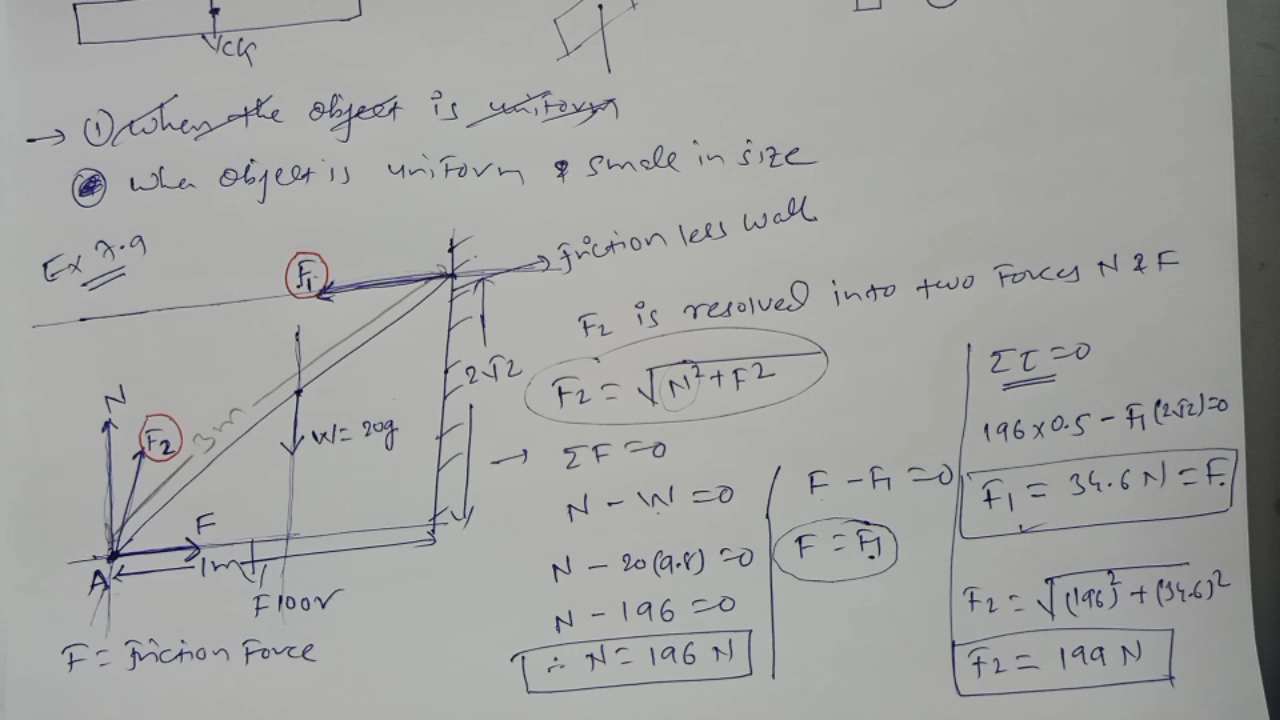 CG
→ ① When the object is uniform
When object is uniform & small in size
Ex 7.9
F₁
→ friction less wall
F₂ is resolved into two Forces N & F
F₂ = √N²+F²
N
F₂
3m
W = 20g
2√2
F
A
1m
Floor
F = friction Force
→ ΣF = 0
N - W = 0
N - 20(9.8) = 0
N - 196 = 0
∴ N = 196 N
F - F₁ = 0
F = F₁
Στ = 0
196 x 0.5 - F₁(2√2) = 0
F₁ = 34.6 N = F
F₂ = √(196)² + (34.6)²
F₂ = 199 N